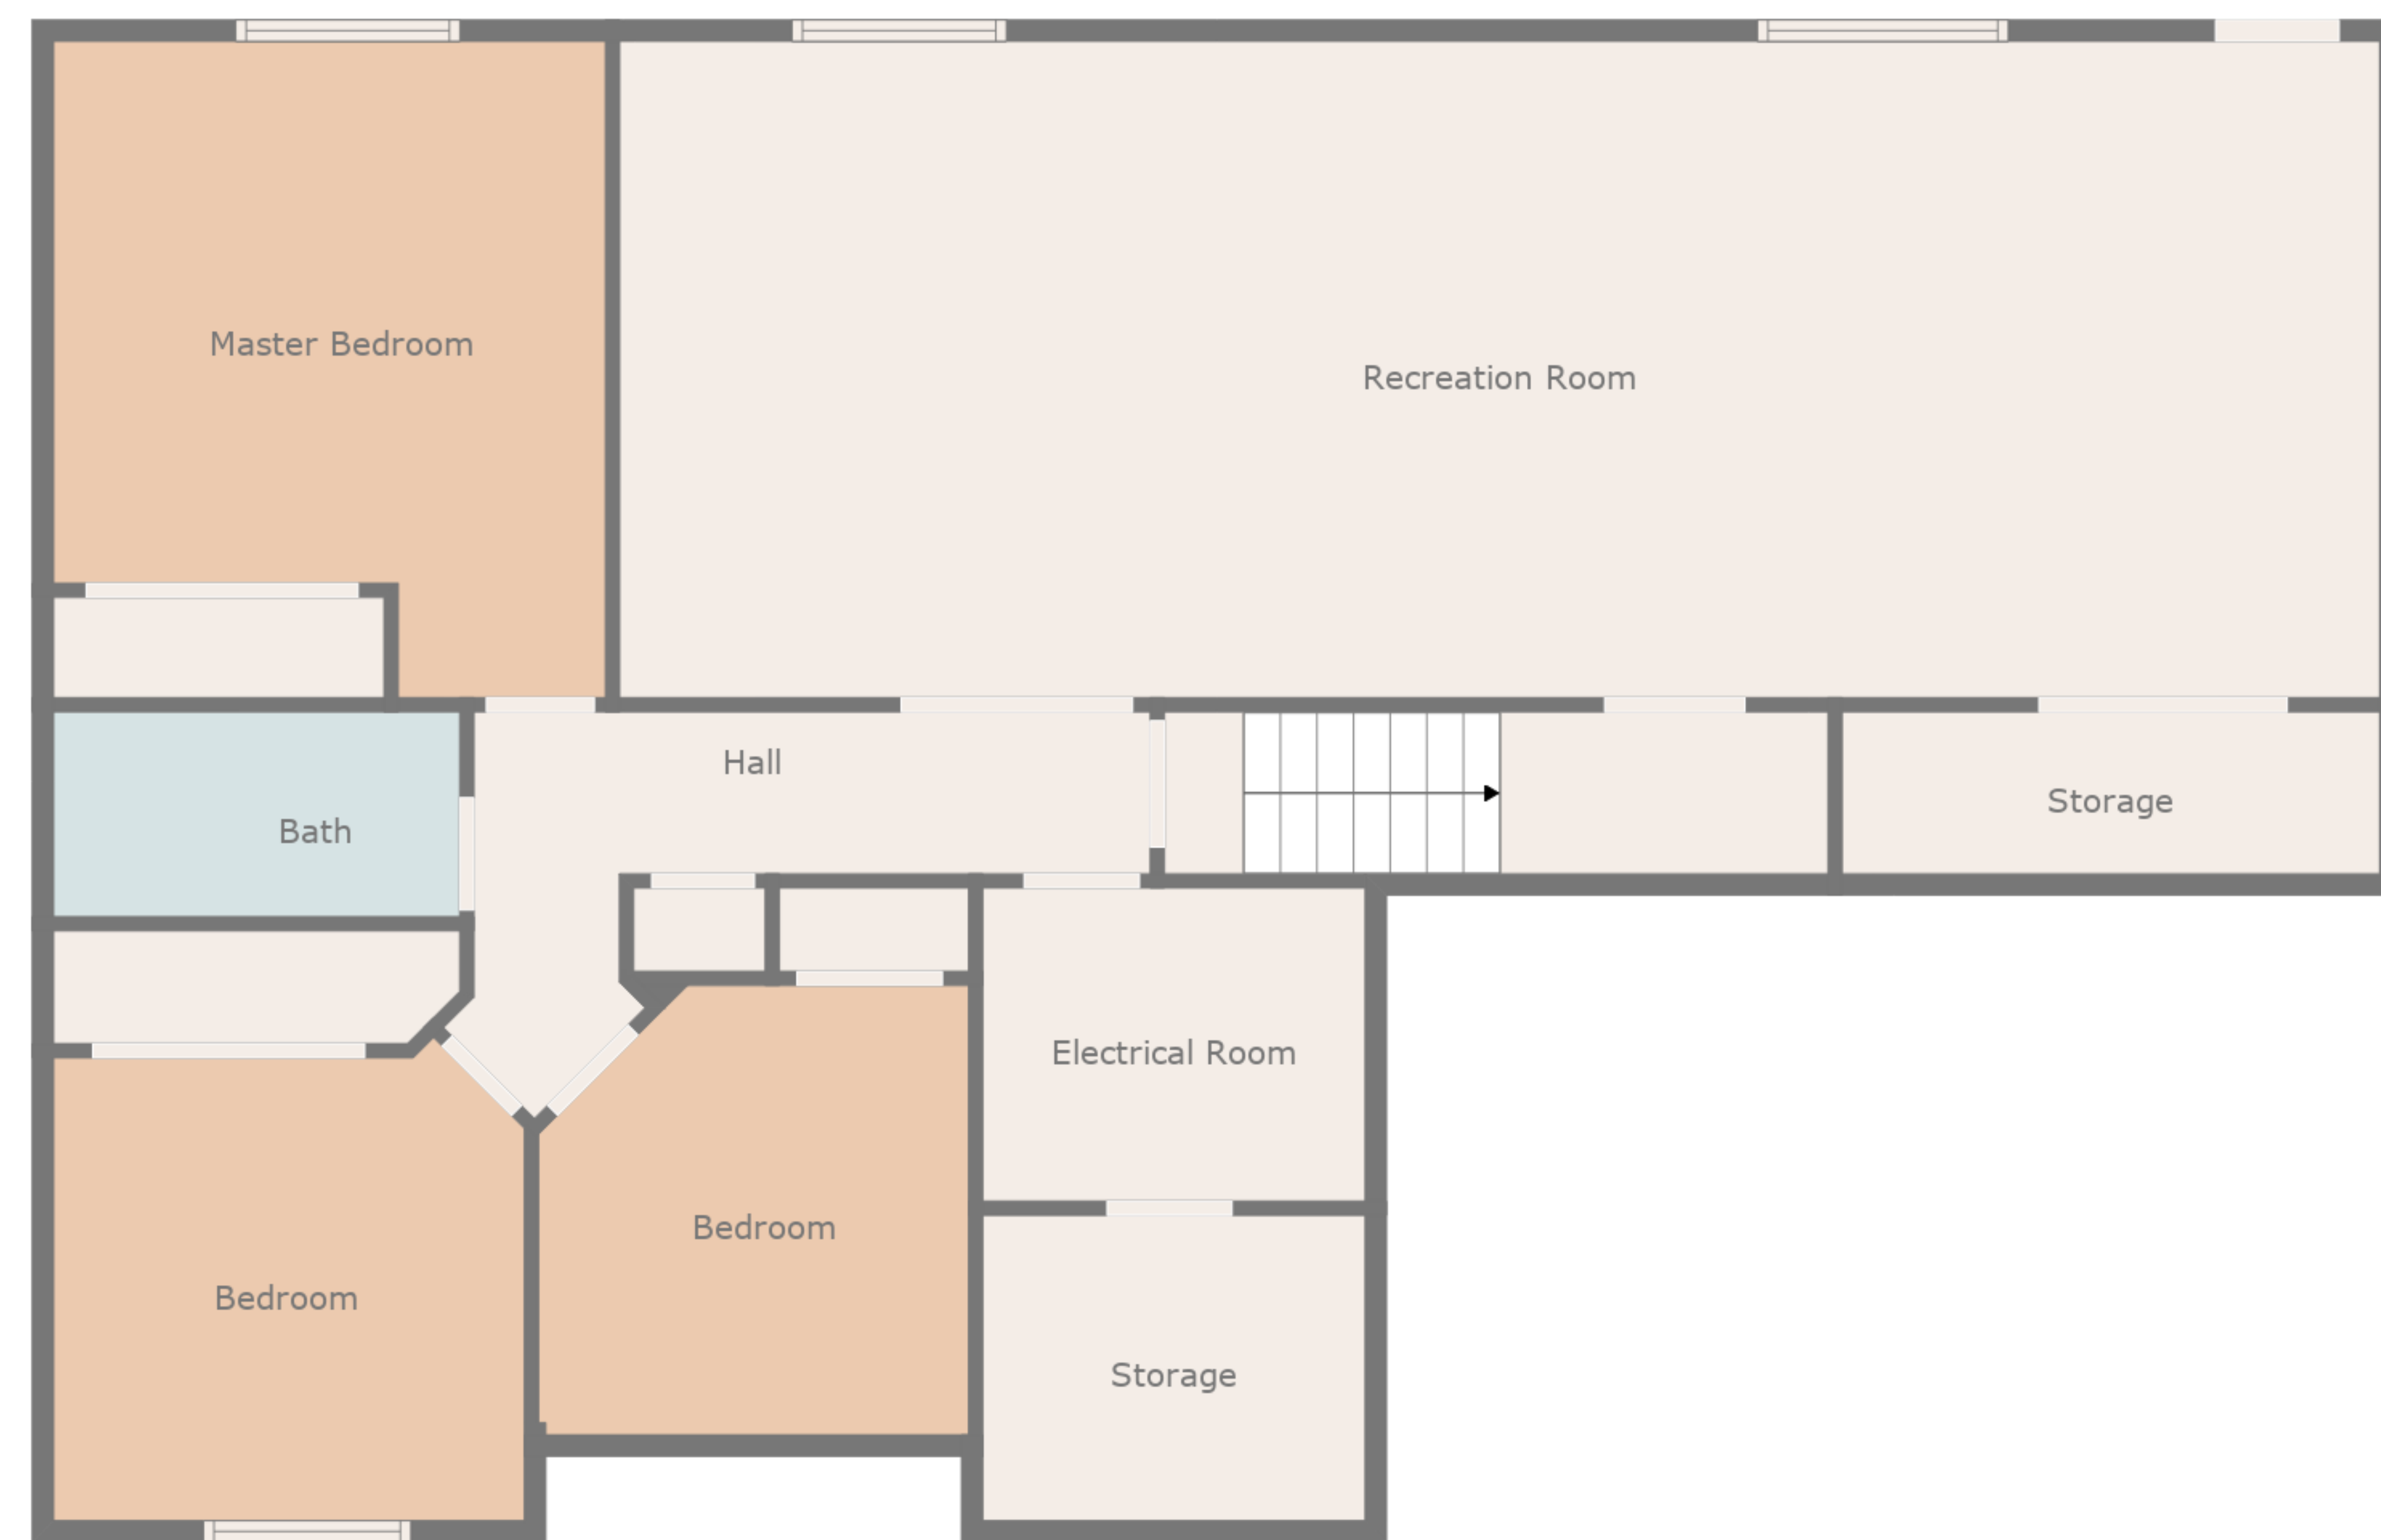 Master Bedroom
Recreation Room
Hall
Storage
Bath
Electrical Room
Bedroom
Bedroom
Storage